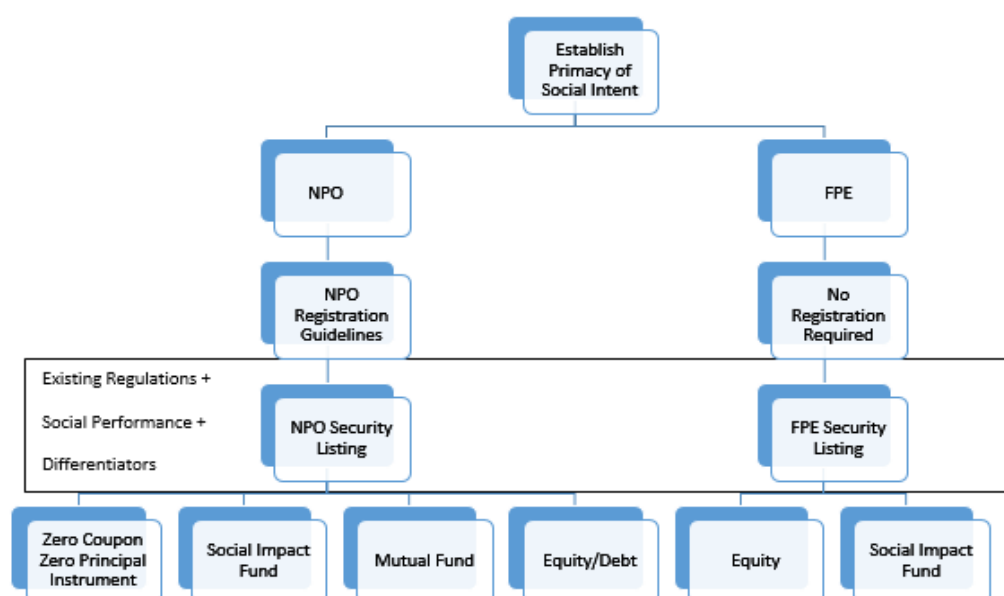 Establish
Primacy of
Social Intent
NPO
FPE
NPO
Registration
Guidelines
No
Registration
Required
Existing Regulations +
Social Performance +
Differentiators
NPO Security
Listing
FPE Security
Listing
Zero Coupon
Zero Principal
Instrument
Social Impact
Fund
Mutual Fund
Equity/Debt
Equity
Social Impact
Fund